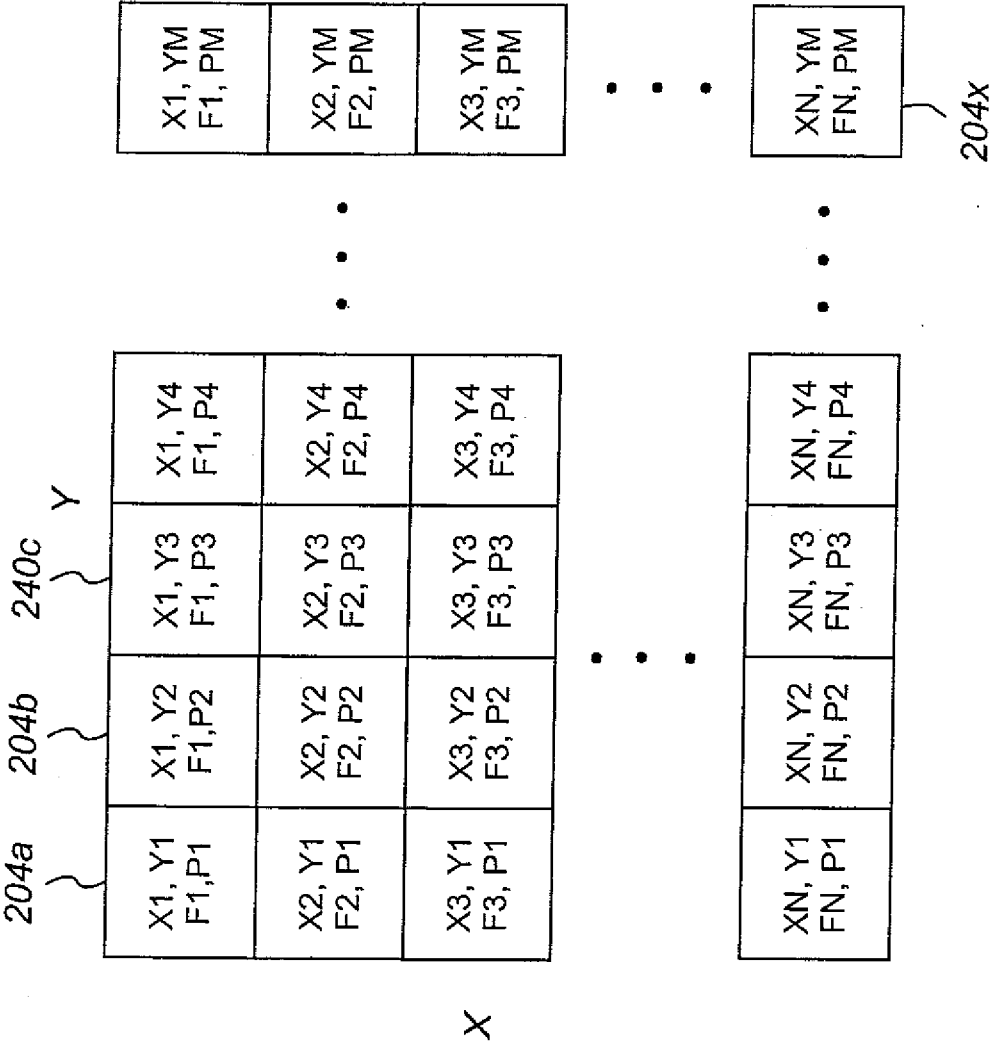 204a
204b
240c
Y
X1, Y1
F1,P1
X1, Y2
F1,P2
X1, Y3
F1, P3
X1, Y4
F1, P4
X1, YM
F1, PM
X2, Y1
F2, P1
X2, Y2
F2, P2
X2, Y3
F2, P3
X2, Y4
F2, P4
X2, YM
F2, PM
X
X3, Y1
F3, P1
X3, Y2
F3, P2
X3, Y3
F3, P3
X3, Y4
F3, P4
X3, YM
F3, PM
XN, Y1
FN, P1
XN, Y2
FN, P2
XN, Y3
FN, P3
XN, Y4
FN, P4
XN, YM
FN, PM
204x